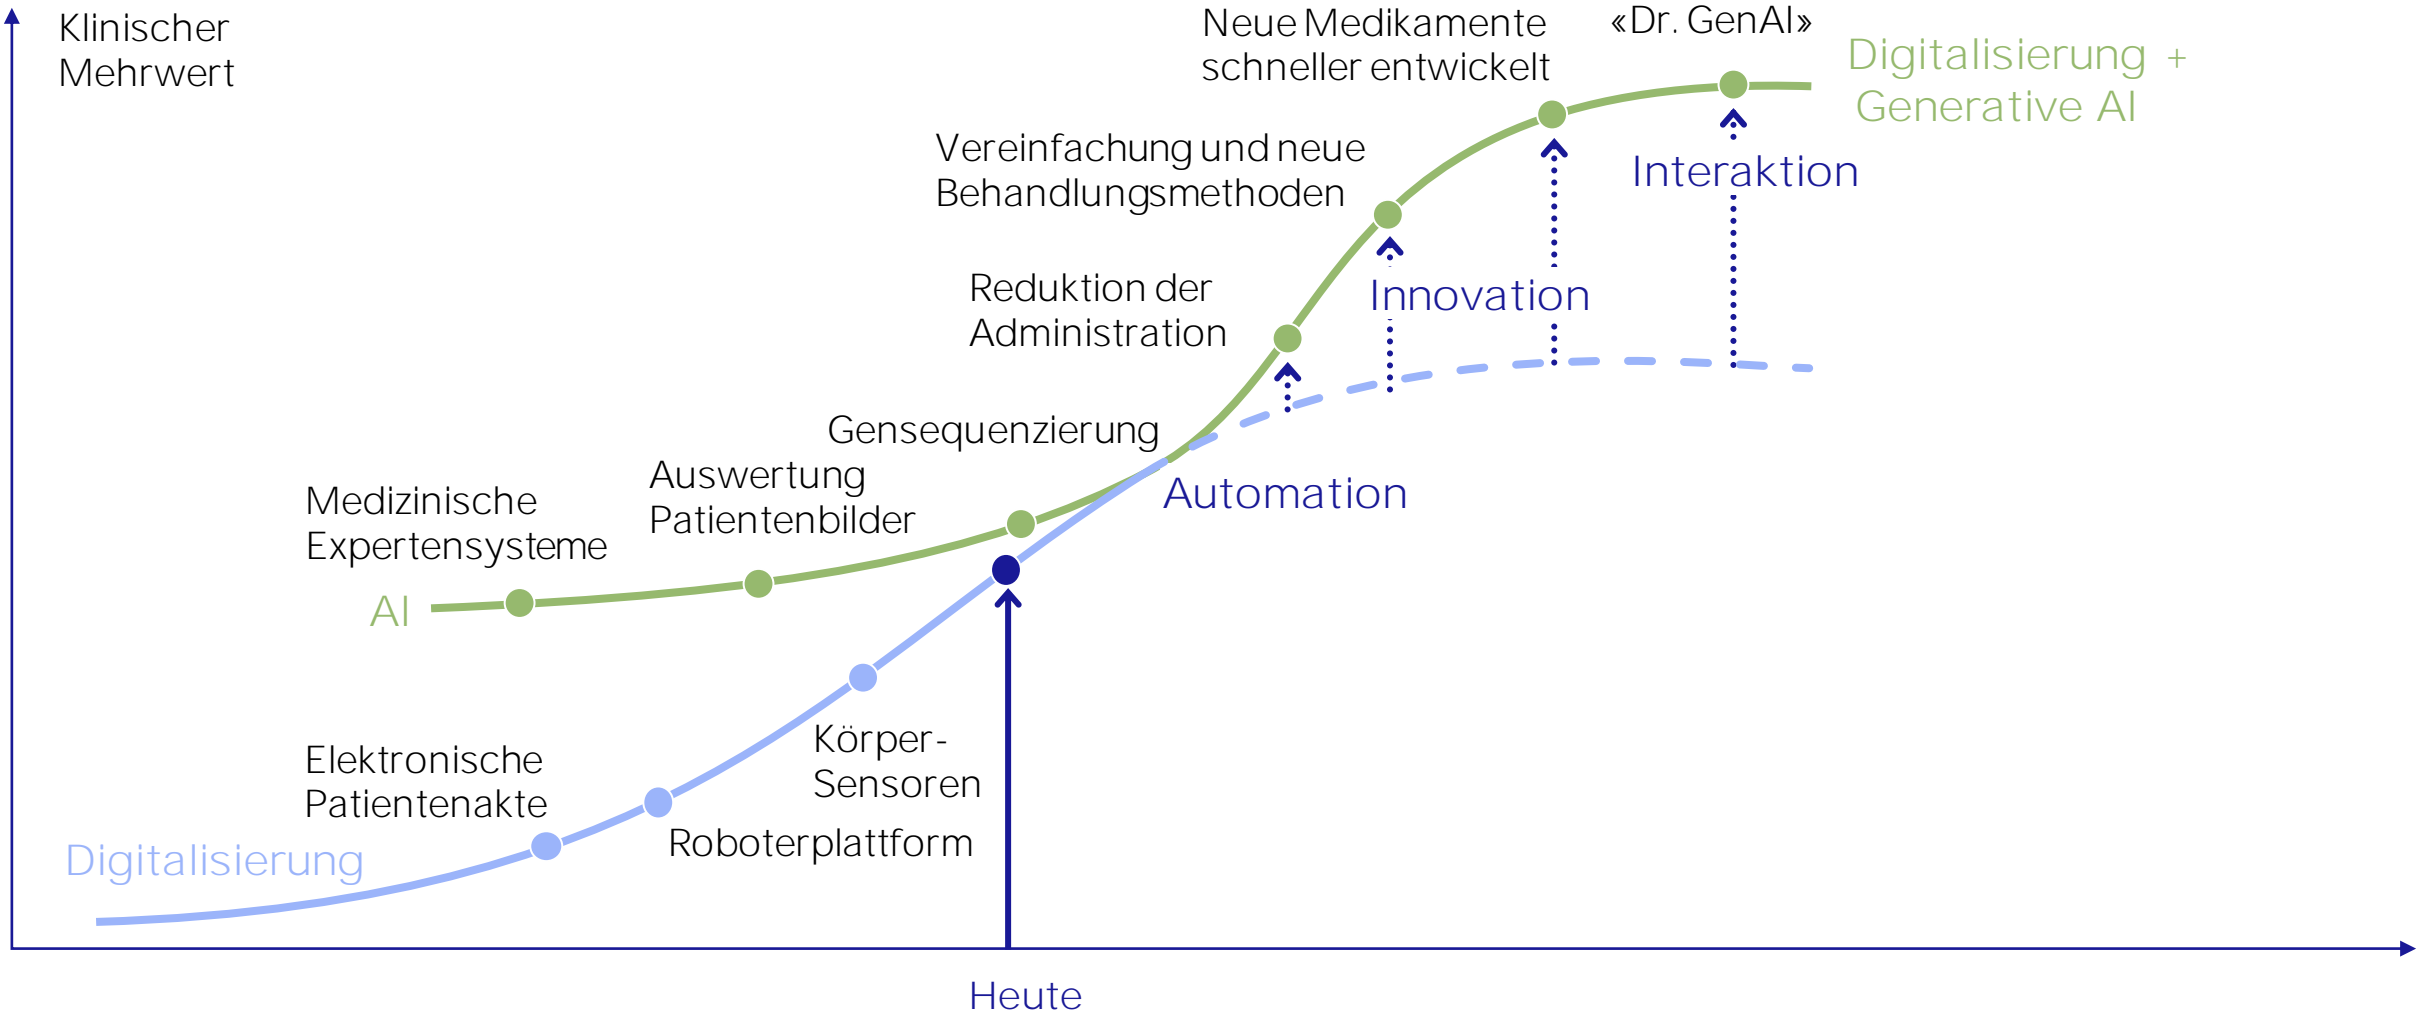 Klinischer
Mehrwert
Neue Medikamente
schneller entwickelt
«Dr. GenAI»
Digitalisierung +
Generative AI
Vereinfachung und neue
Behandlungsmethoden
Interaktion
Reduktion der
Administration
Innovation
Gensequenzierung
Auswertung
Patientenbilder
Automation
Medizinische
Expertensysteme
AI
Körper-
Sensoren
Elektronische
Patientenakte
Roboterplattform
Digitalisierung
Heute